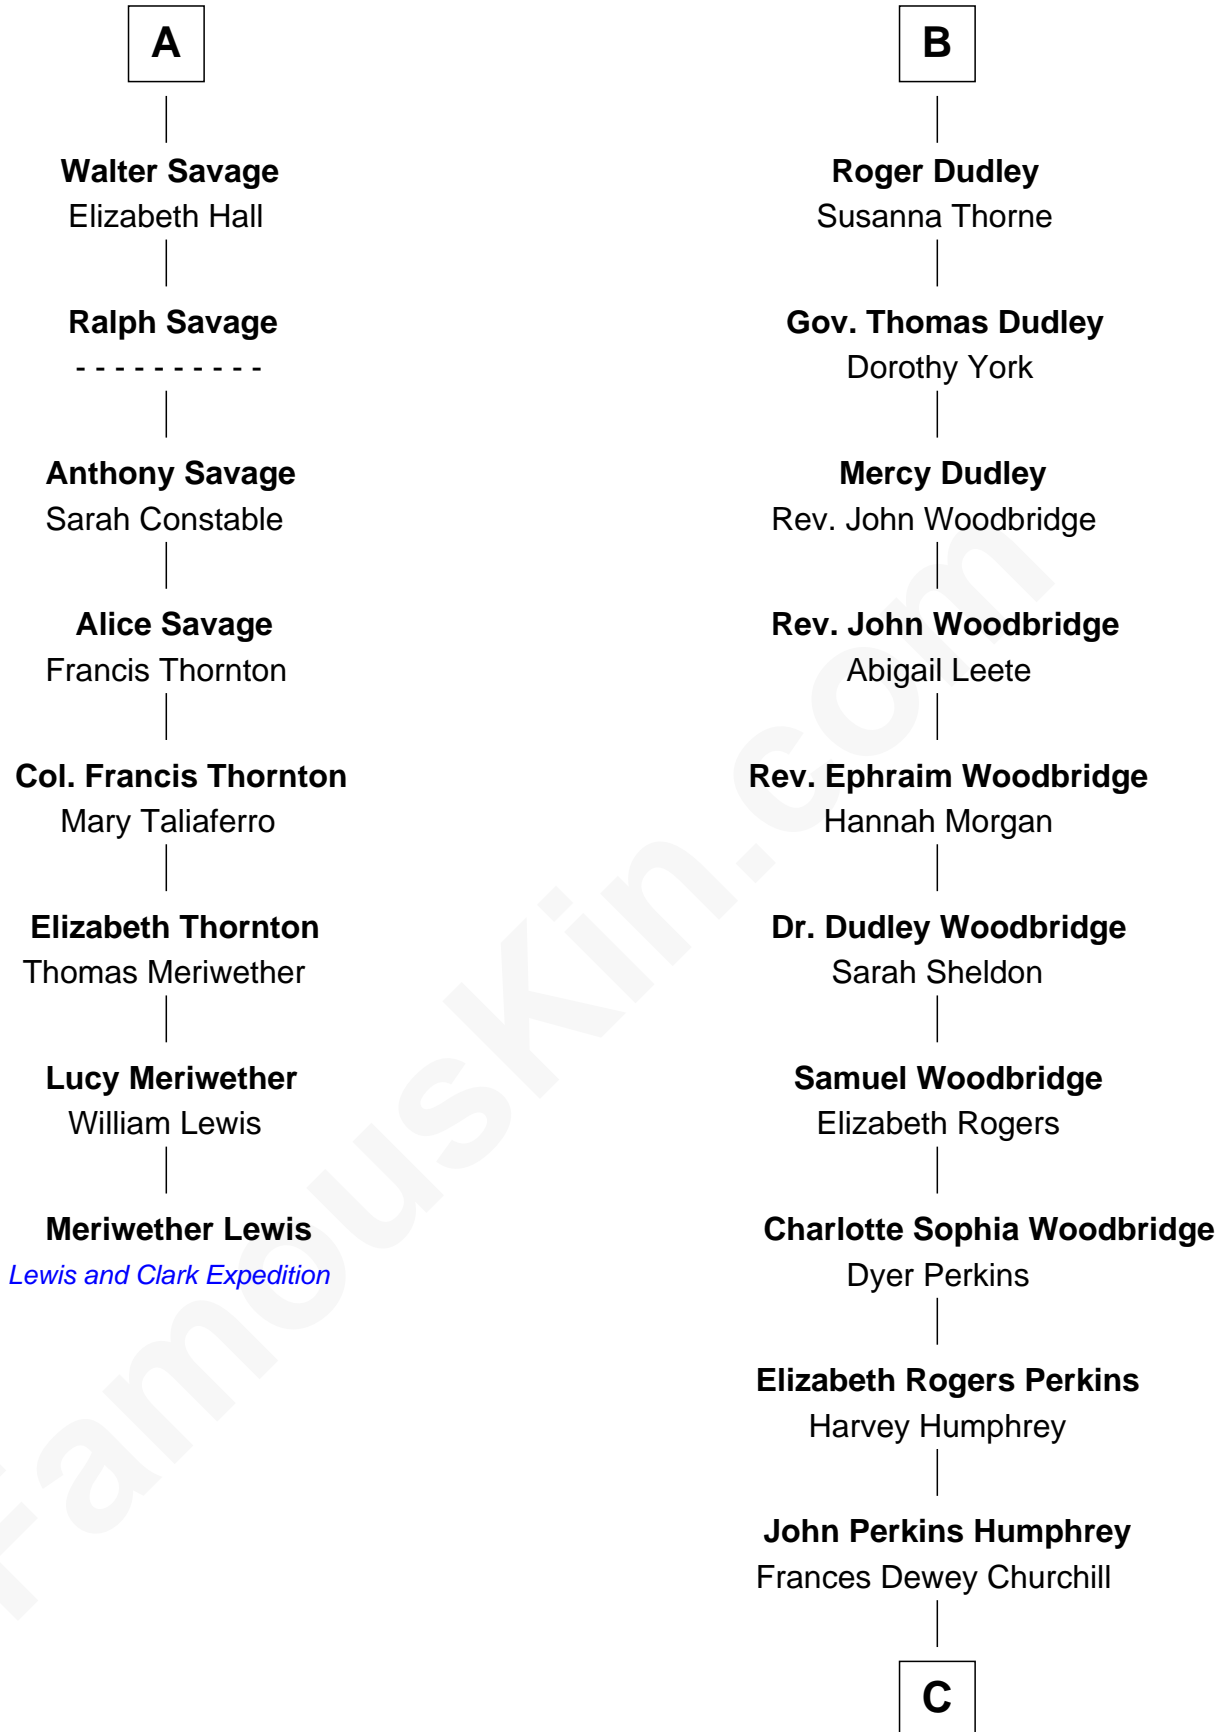 A
Walter Savage
Elizabeth Hall
Ralph Savage
- - - - - - - - - -
Anthony Savage
Sarah Constable
Alice Savage
Francis Thornton
Col. Francis Thornton
Mary Taliaferro
Elizabeth Thornton
Thomas Meriwether
Lucy Meriwether
William Lewis
Meriwether Lewis
Lewis and Clark Expedition
B
Roger Dudley
Susanna Thorne
Gov. Thomas Dudley
Dorothy York
Mercy Dudley
Rev. John Woodbridge
Rev. John Woodbridge
Abigail Leete
Rev. Ephraim Woodbridge
Hannah Morgan
Dr. Dudley Woodbridge
Sarah Sheldon
Samuel Woodbridge
Elizabeth Rogers
Charlotte Sophia Woodbridge
Dyer Perkins
Elizabeth Rogers Perkins
Harvey Humphrey
John Perkins Humphrey
Frances Dewey Churchill
C
FamousKin.com